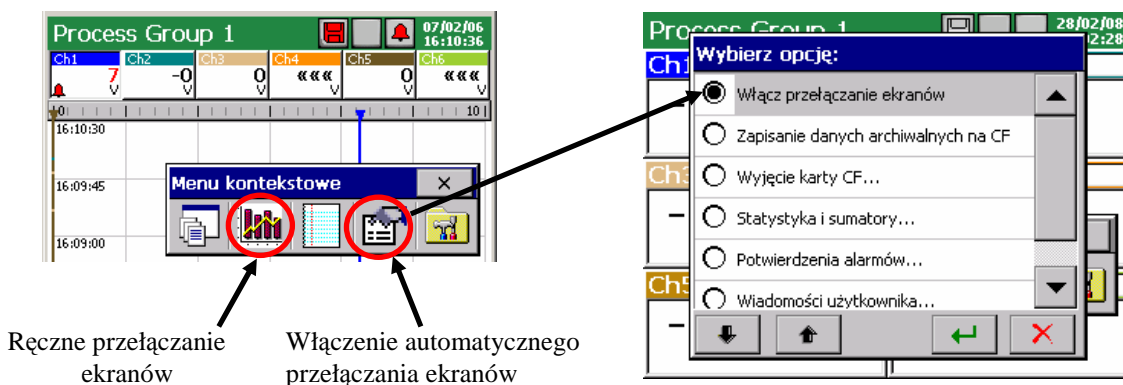 Process Group 1
07/02/06
16:10:36
Ch1 Ch2 Ch3 Ch4 Ch5 Ch6
7 -0 0 ««« 0 «««
0 10
16:10:30
16:09:45
16:09:00
Menu kontekstowe
Ręczne przełączanie
ekranów
Włączenie automatycznego
przełączania ekranów
Process Group 1
28/02/08
2:28
Ch1
Ch3
Ch5
Wybierz opcję:
Włącz przełączanie ekranów
Zapisanie danych archiwalnych na CF
Wyjęcie karty CF...
Statystyka i sumatory...
Potwierdzenia alarmów...
Wiadomości użytkownika...